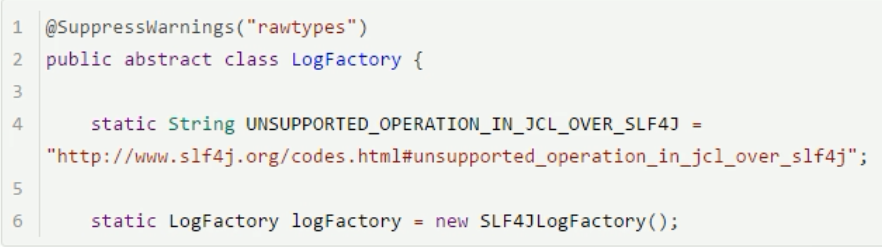 1 @SuppressWarnings("rawtypes")
2 public abstract class LogFactory {
3
4     static String UNSUPPORTED_OPERATION_IN_JCL_OVER_SLF4J =
"http://www.slf4j.org/codes.html#unsupported_operation_in_jcl_over_slf4j";
5
6     static LogFactory logFactory = new SLF4JLogFactory();